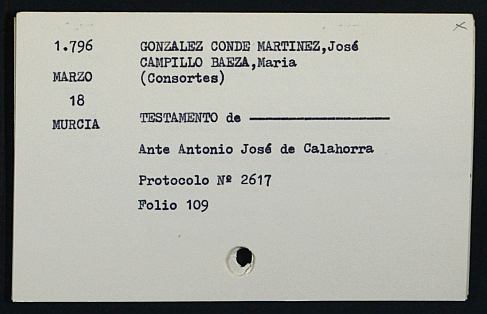 1.796 GONZALEZ CONDE MARTINEZ,José
CAMPILLO BAEZA,Maria
MARZO (Consortes)
18
MURCIA TESTAMENTO de
Ante Antonio José de Calahorra
Protocolo Nº 2617
Folio 109